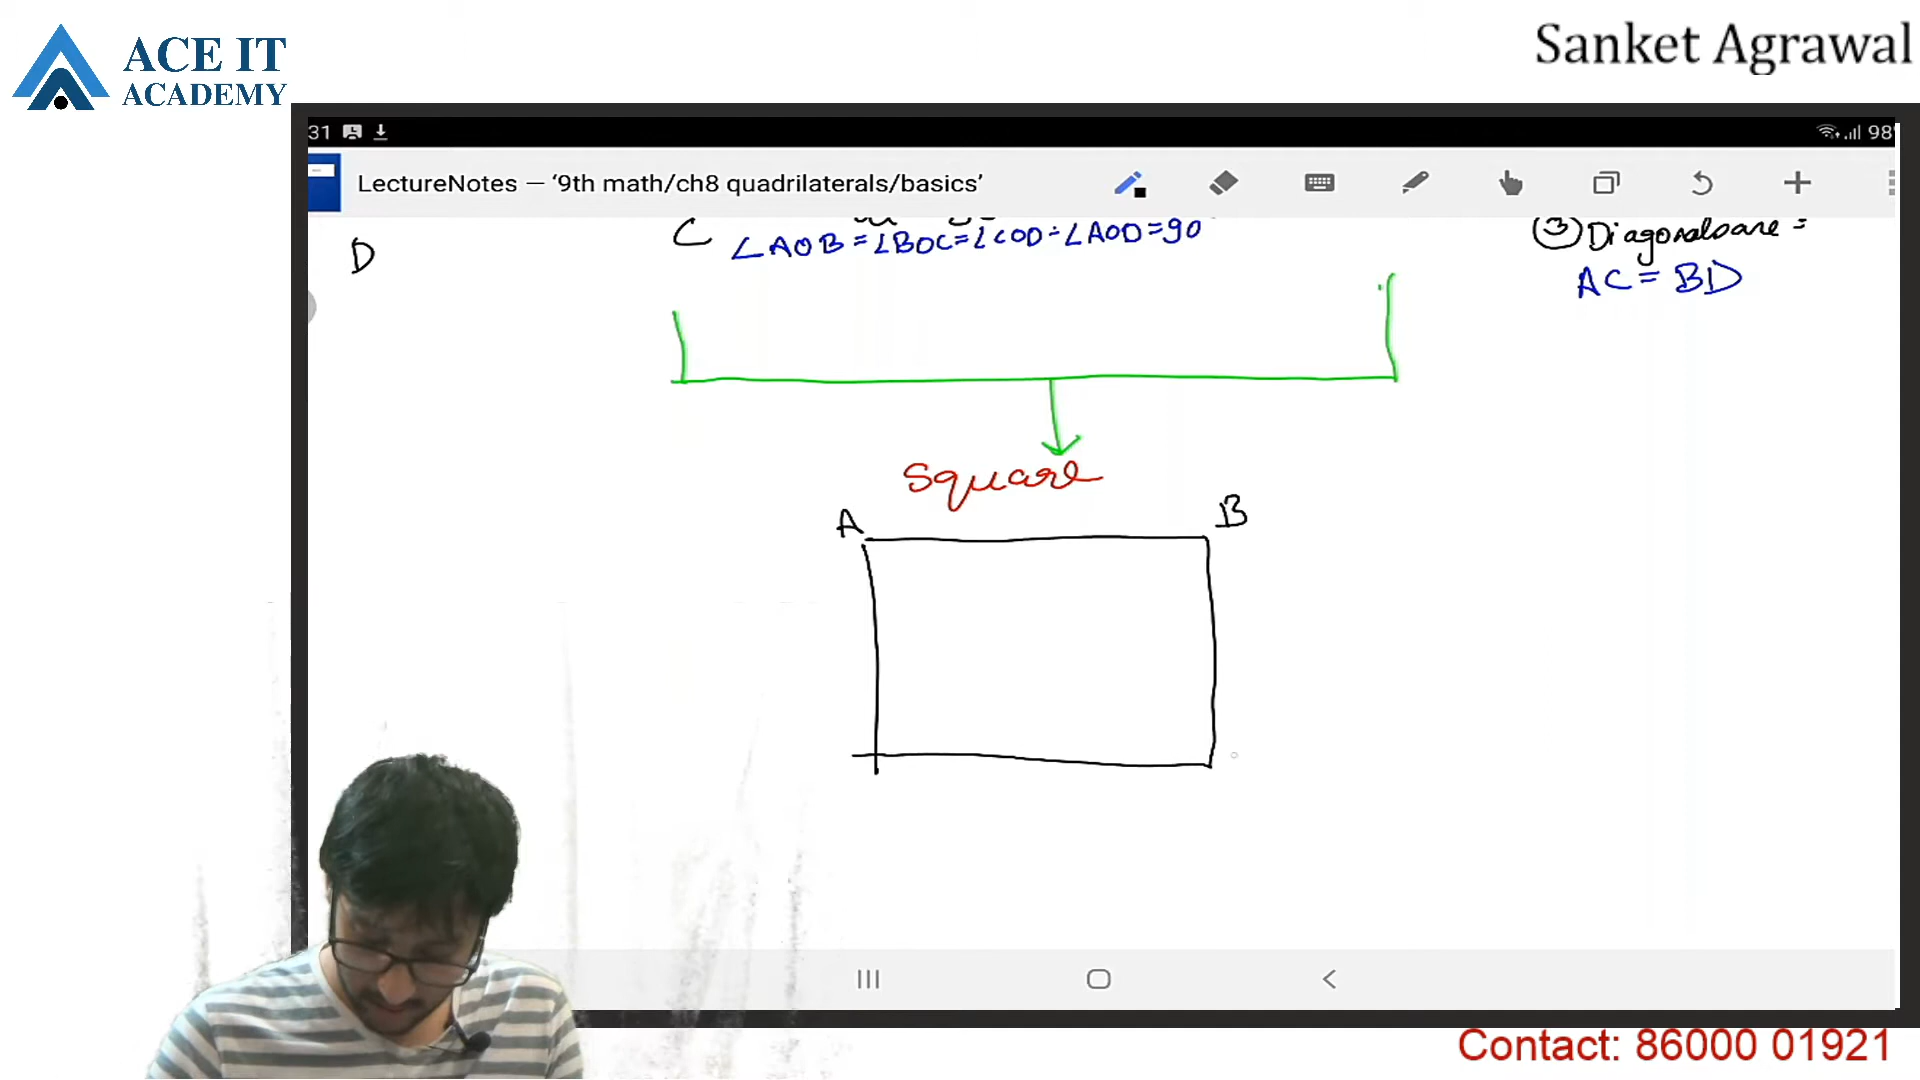 ACE IT
ACADEMY
Sanket Agrawal
31
98
LectureNotes — ‘9th math/ch8 quadrilaterals/basics’
D
C
∠AOB=∠BOC=∠COD=∠AOD=90
③ Diagonals are =
AC = BD
Square
A
B
Contact: 86000 01921